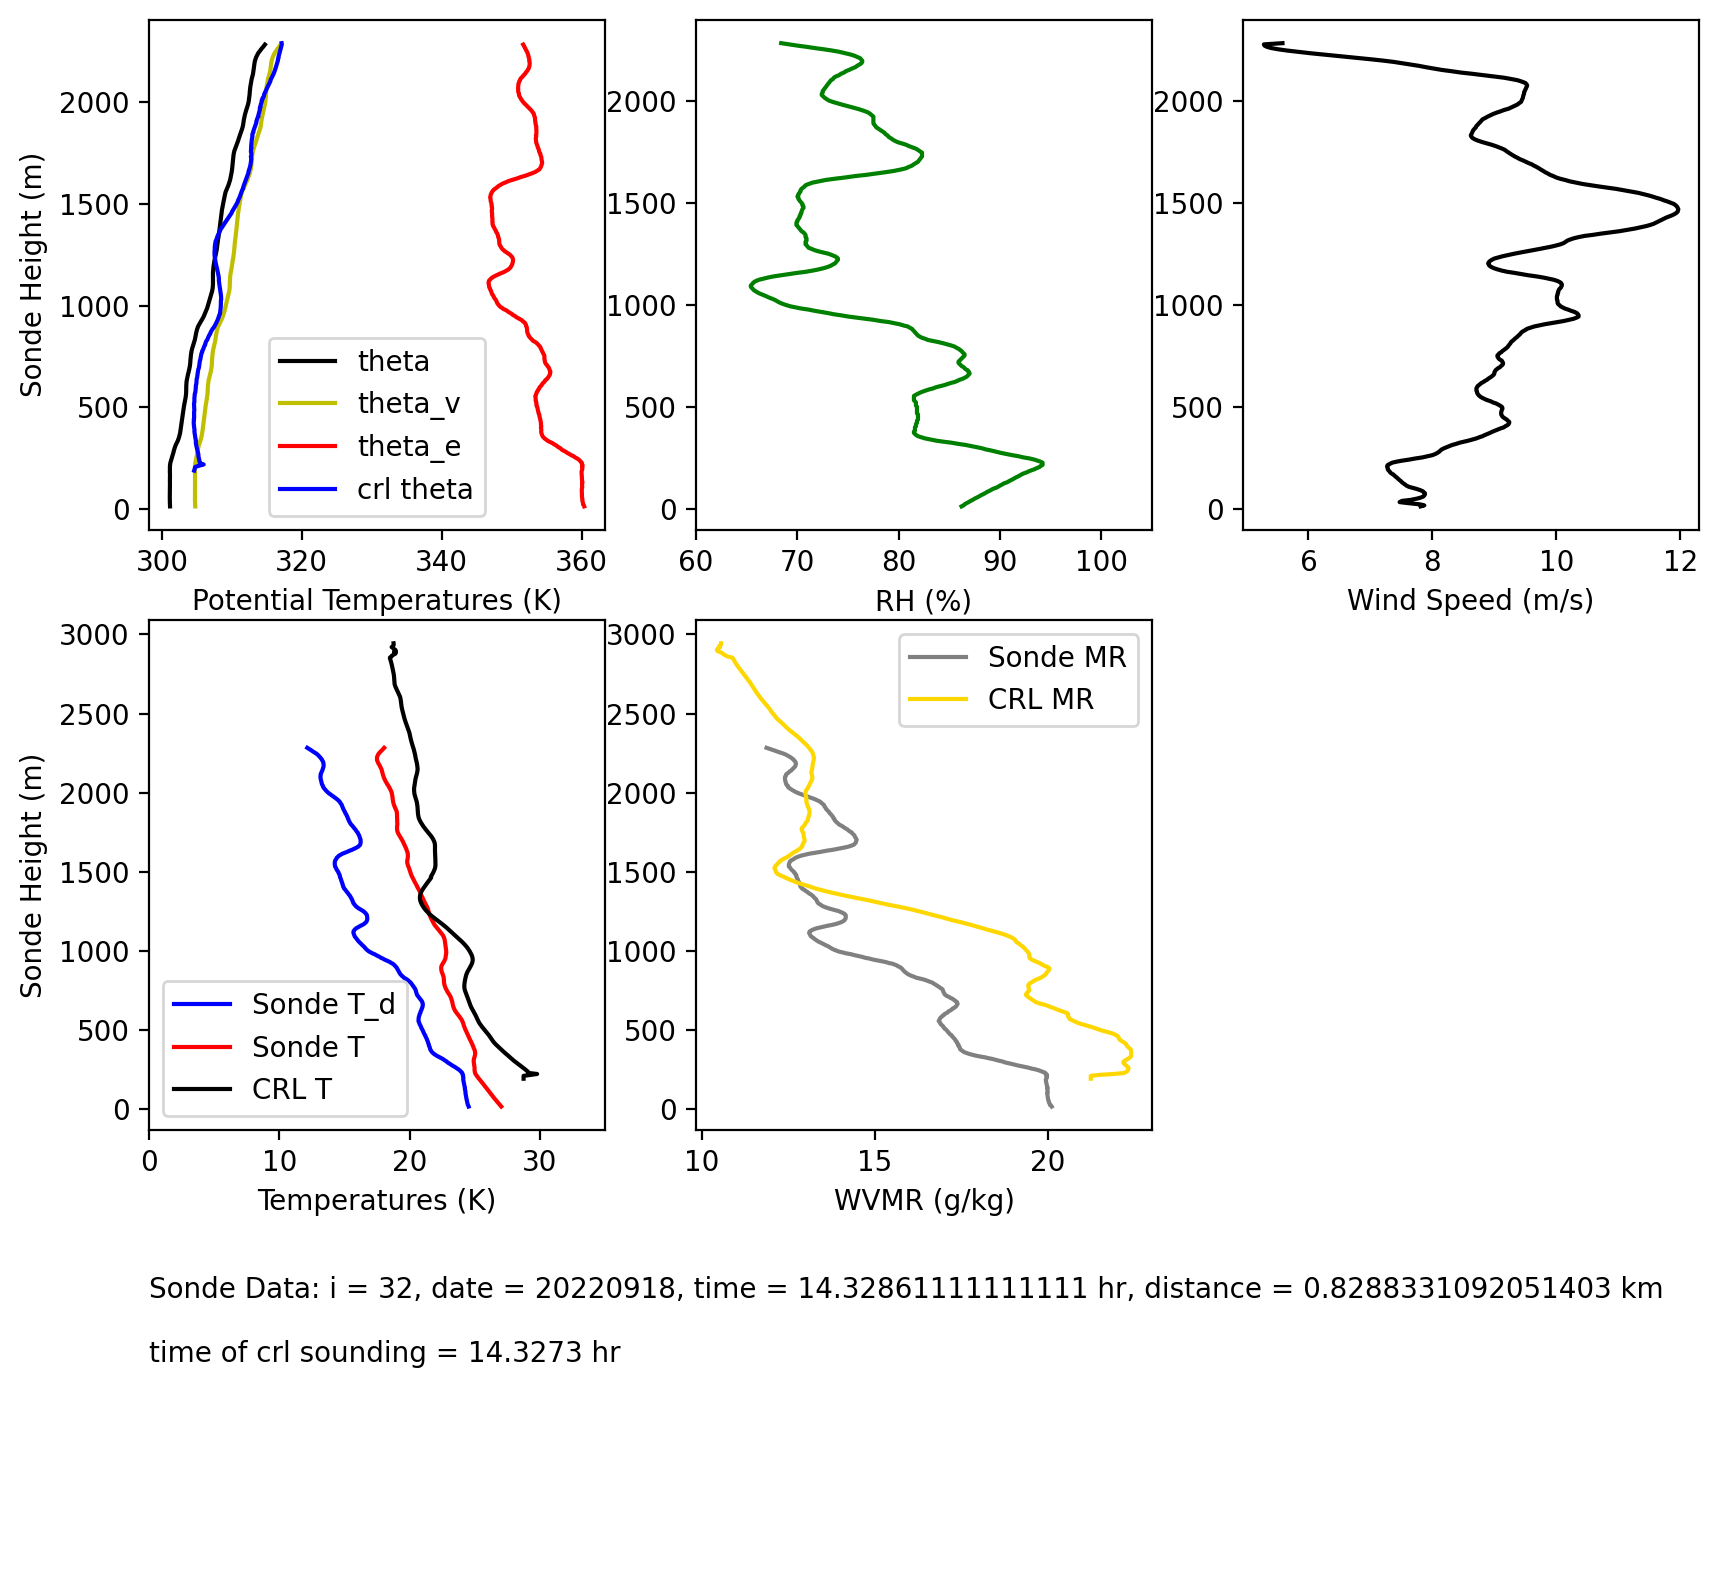 2000
1500
1000
500
0
Sonde Height (m)
300
320
340
360
Potential Temperatures (K)
theta
theta_v
theta_e
crl theta
2000
1500
1000
500
0
60
70
80
90
100
RH (%)
2000
1500
1000
500
0
6
8
10
12
Wind Speed (m/s)
3000
2500
2000
1500
1000
500
0
Sonde Height (m)
0
10
20
30
Temperatures (K)
Sonde T_d
Sonde T
CRL T
3000
2500
2000
1500
1000
500
0
10
15
20
WVMR (g/kg)
Sonde MR
CRL MR
Sonde Data: i = 32, date = 20220918, time = 14.32861111111111 hr, distance = 0.8288331092051403 km
time of crl sounding = 14.3273 hr